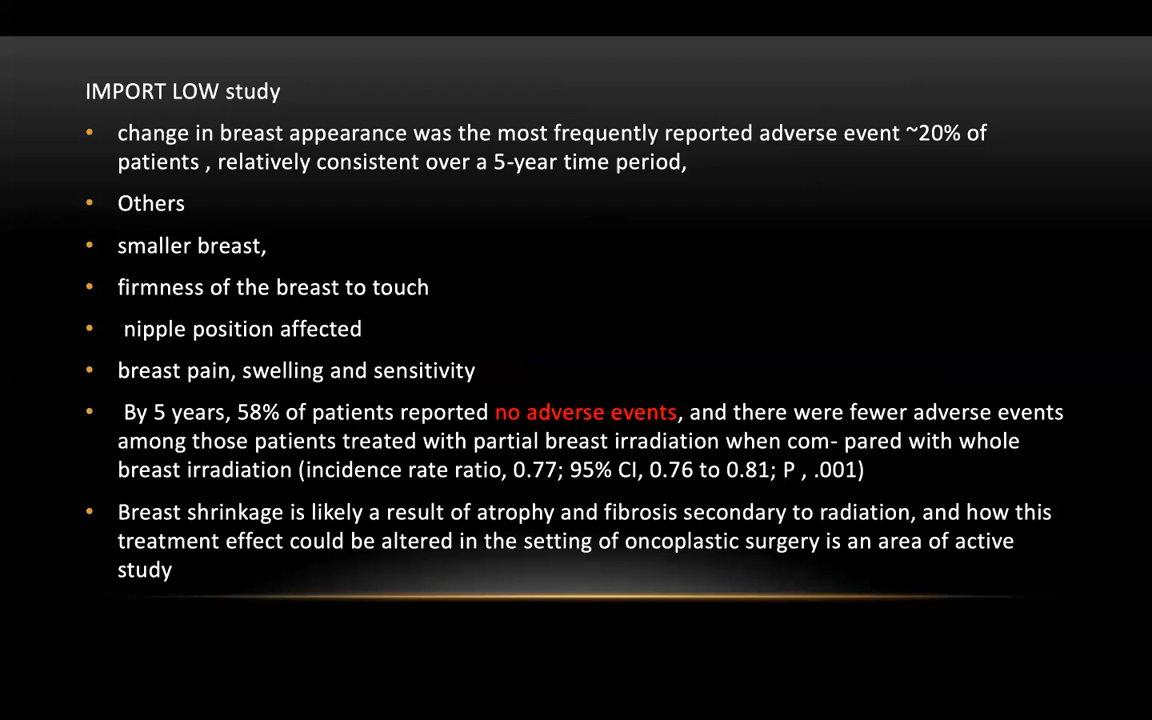 IMPORT LOW study
• change in breast appearance was the most frequently reported adverse event ~20% of
patients , relatively consistent over a 5-year time period,
• Others
• smaller breast,
• firmness of the breast to touch
• nipple position affected
• breast pain, swelling and sensitivity
• By 5 years, 58% of patients reported no adverse events, and there were fewer adverse events
among those patients treated with partial breast irradiation when com- pared with whole
breast irradiation (incidence rate ratio, 0.77; 95% CI, 0.76 to 0.81; P , .001)
• Breast shrinkage is likely a result of atrophy and fibrosis secondary to radiation, and how this
treatment effect could be altered in the setting of oncoplastic surgery is an area of active
study